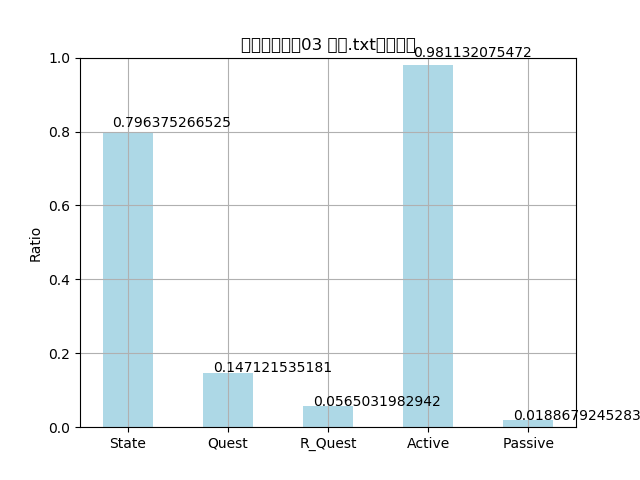 03 .txt
0.981132075472
0.796375266525
0.147121535181
0.0565031982942
0.0188679245283
Ratio
1.0
0.8
0.6
0.4
0.2
0.0
State
Quest
R_Quest
Active
Passive